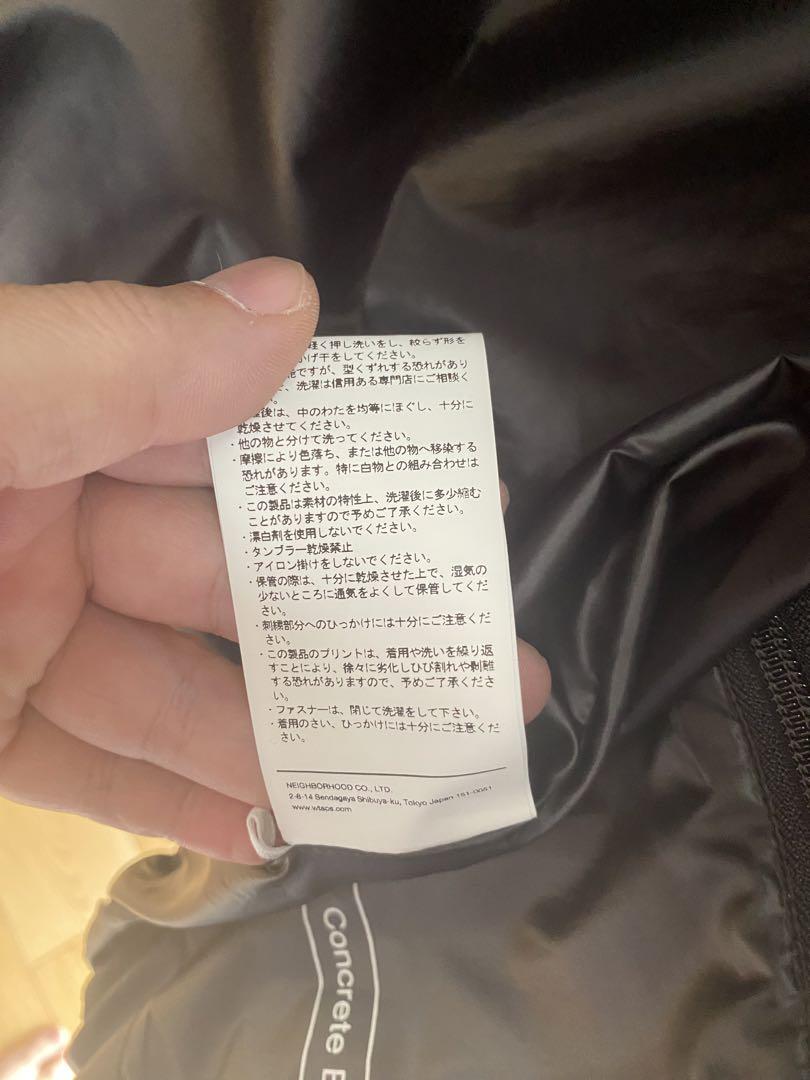 軽く押し洗いをし、絞らず形を
かげ干をしてください。
ですが、型くずれする恐れがあり
、洗濯は信用ある専門店にご相談く
。
後は、中のわたを均等にほぐし、十分に
乾燥させてください。
・他の物と分けて洗ってください。
・摩擦により色落ち、または他の物へ移染する
恐れがあります。特に白物との組み合わせは
ご注意ください。
・この製品は素材の特性上、洗濯後に多少縮む
ことがありますので予めご了承ください。
・漂白剤を使用しないでください。
・タンブラー乾燥禁止
・アイロン掛けをしないでください。
・保管の際は、十分に乾燥させた上で、湿気の
少ないところに通気をよくして保管してくだ
さい。
・刺繍部分へのひっかけには十分にご注意くだ
さい。
・この製品のプリントは、着用や洗いを繰り返
すことにより、徐々に劣化しひび割れや剥離
する恐れがありますので、予めご了承くださ
い。
・ファスナーは、閉じて洗濯をして下さい。
・着用のさい、ひっかけには十分にご注意くだ
さい。
NEIGHBORHOOD CO., LTD.
2-6-14 Sendagaya Shibuya-ku, Tokyo Japan 151-0051
www.wtaps.com
Concrete